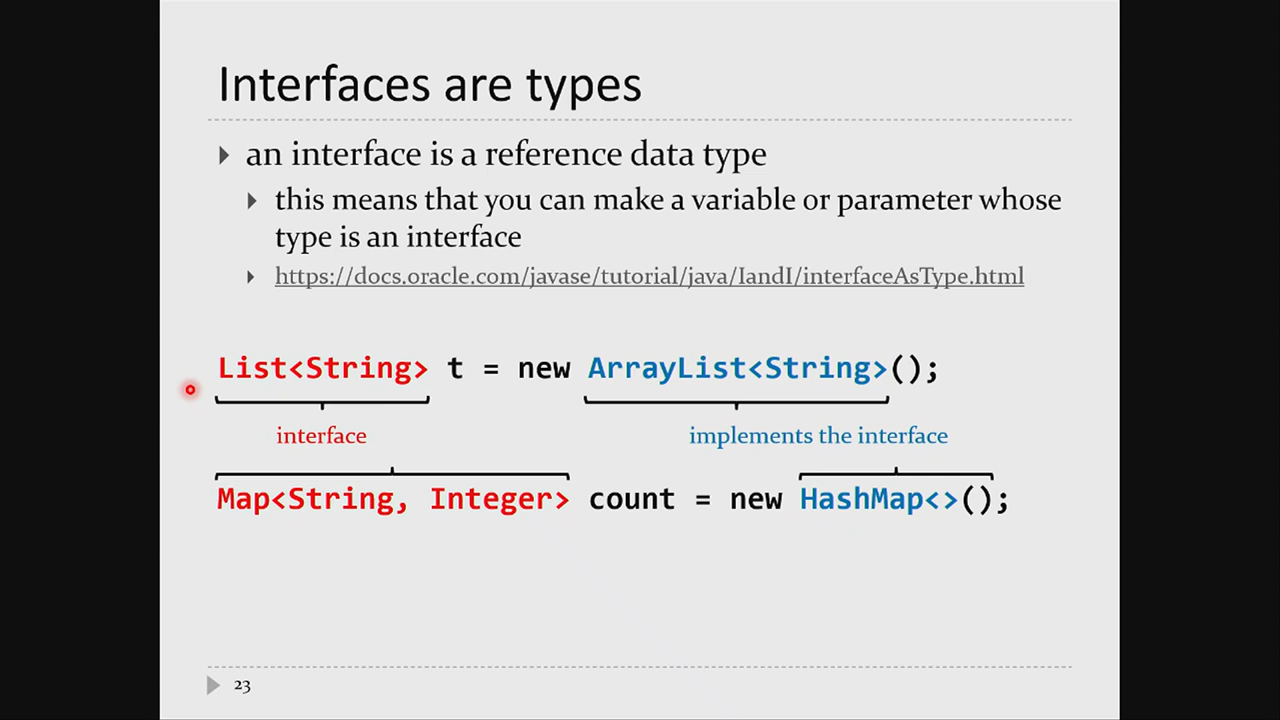 Interfaces are types
an interface is a reference data type
this means that you can make a variable or parameter whose
type is an interface
https://docs.oracle.com/javase/tutorial/java/IandI/interfaceAsType.html
List<String> t = new ArrayList<String>();
interface
implements the interface
Map<String, Integer> count = new HashMap<>();
23